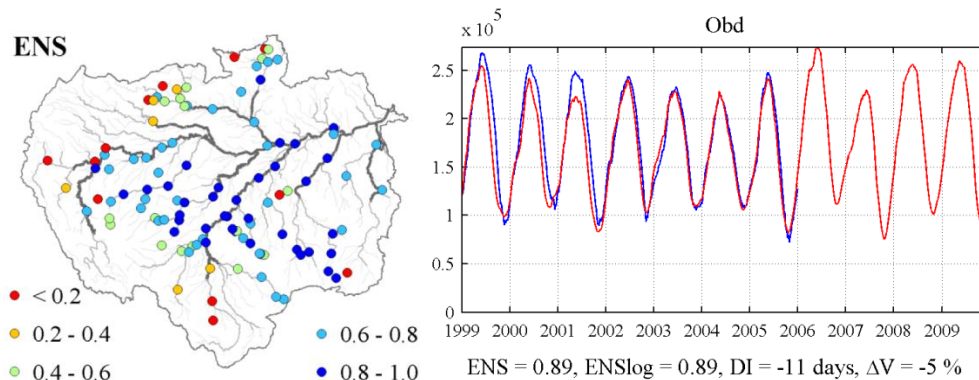 ENS
< 0.2
0.2 - 0.4
0.4 - 0.6
0.6 - 0.8
0.8 - 1.0
x 10 5
Obd
2.5
2
1.5
1
0.5
0
1999 2000 2001 2002 2003 2004 2005 2006 2007 2008 2009
ENS = 0.89, ENSlog = 0.89, DI = -11 days, ΔV = -5 %